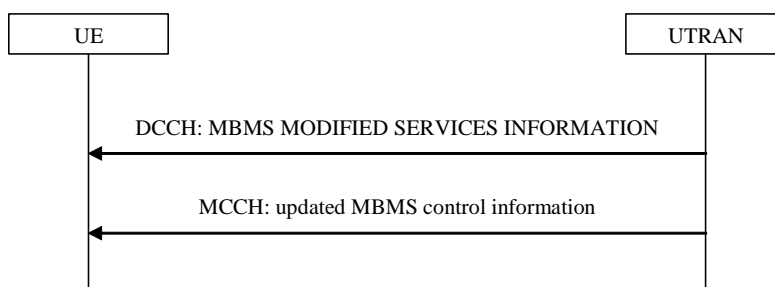 UE
UTRAN
DCCH: MBMS MODIFIED SERVICES INFORMATION
MCCH: updated MBMS control information